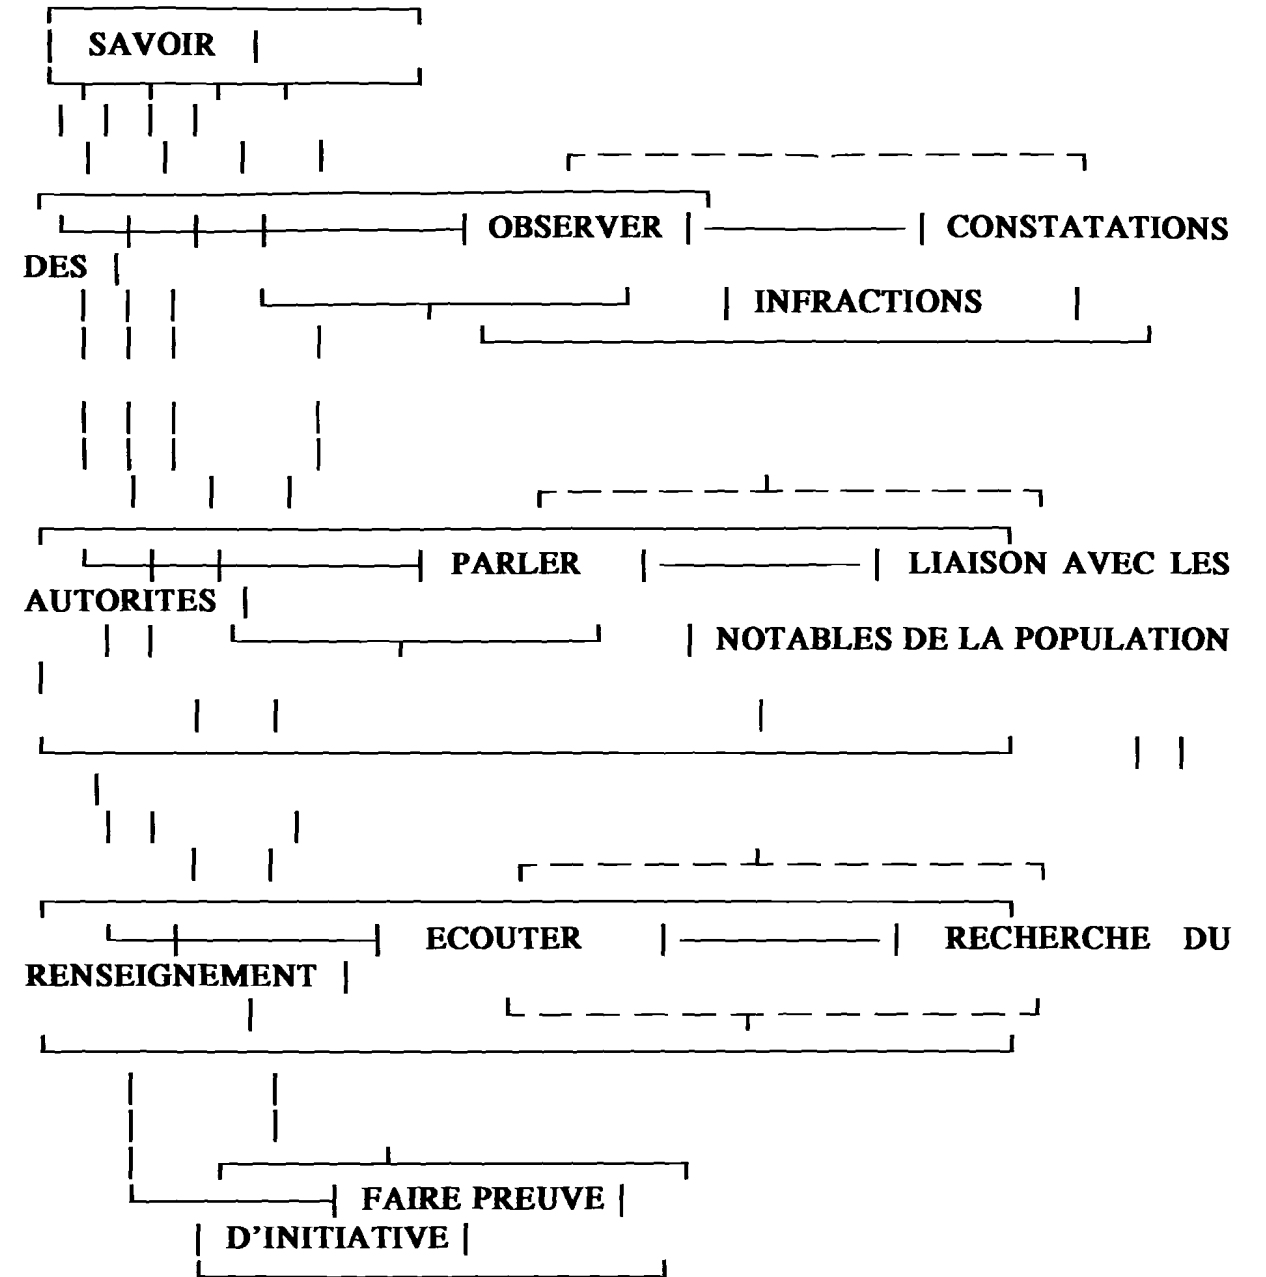 SAVOIR
OBSERVER CONSTATATIONS
DES
INFRACTIONS
PARLER LIAISON AVEC LES
AUTORITES
NOTABLES DE LA POPULATION
ECOUTER RECHERCHE DU
RENSEIGNEMENT
FAIRE PREUVE
D'INITIATIVE